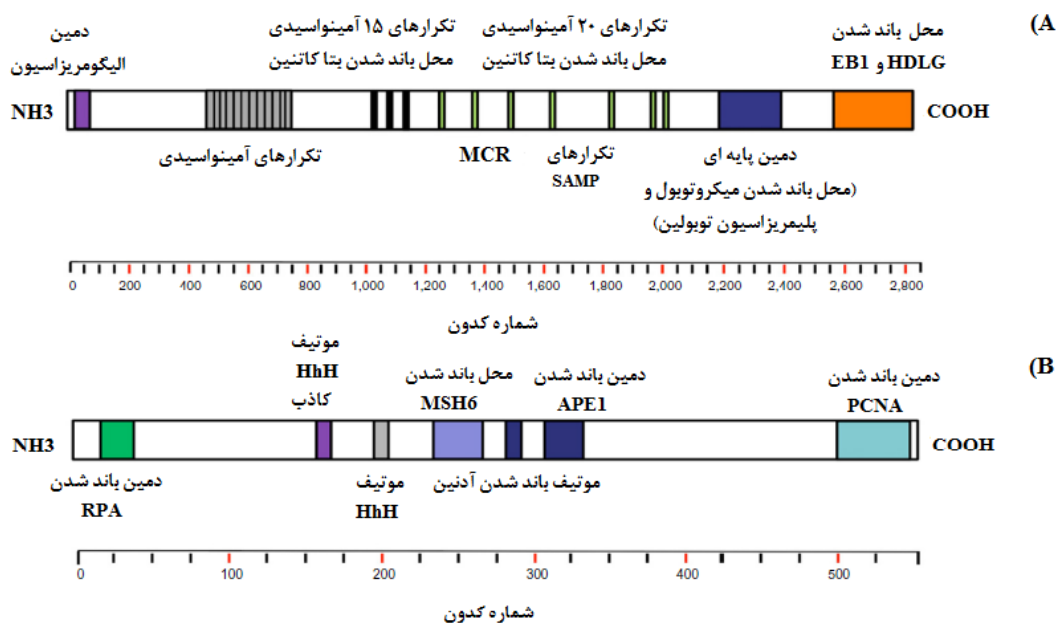 (A
دمین
الیگومریزاسیون
تکرارهای ۱۵ آمینواسیدی
محل باند شدن بتا کاتنین
تکرارهای ۲۰ آمینواسیدی
محل باند شدن بتا کاتنین
محل باند شدن
HDLG و EB1
NH3
COOH
تکرارهای آمینواسیدی
MCR
تکرارهای
SAMP
دمین پایه ای
(محل باند شدن میکروتوبول و
پلیمریزاسیون توبولین)
0 200 400 600 800 1,000 1,200 1,400 1,600 1,800 2,000 2,200 2,400 2,600 2,800
شماره کدون
(B
موتیف
HhH
کاذب
محل باند شدن
MSH6
دمین باند شدن
APE1
دمین باند شدن
PCNA
NH3
COOH
دمین باند شدن
RPA
موتیف
HhH
موتیف باند شدن آدنین
0 100 200 300 400 500
شماره کدون